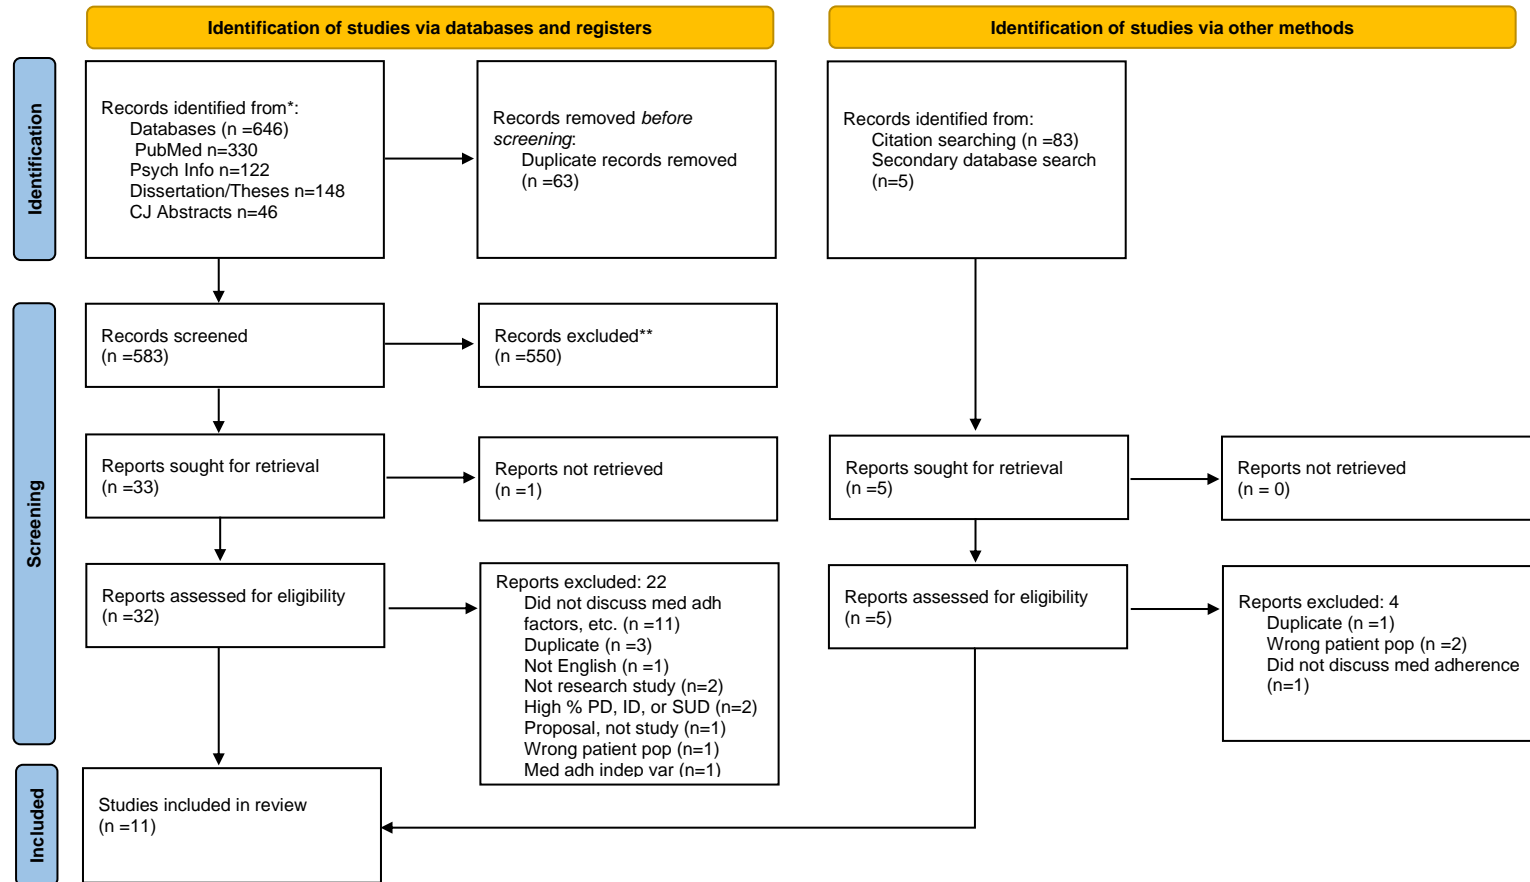 Identification of studies via databases and registers
Identification of studies via other methods
Identification
Records identified from*:
Databases (n =646)
PubMed n=330
Psych Info n=122
Dissertation/Theses n=148
CJ Abstracts n=46
Records removed before
screening:
Duplicate records removed
(n =63)
Records identified from:
Citation searching (n =83)
Secondary database search
(n=5)
Screening
Records screened
(n =583)
Records excluded**
(n =550)
Reports sought for retrieval
(n =33)
Reports not retrieved
(n =1)
Reports sought for retrieval
(n =5)
Reports not retrieved
(n = 0)
Reports assessed for eligibility
(n =32)
Reports excluded: 22
Did not discuss med adh
factors, etc. (n =11)
Duplicate (n =3)
Not English (n =1)
Not research study (n=2)
High % PD, ID, or SUD (n=2)
Proposal, not study (n=1)
Wrong patient pop (n=1)
Med adh indep var (n=1)
Reports assessed for eligibility
(n =5)
Reports excluded: 4
Duplicate (n =1)
Wrong patient pop (n =2)
Did not discuss med adherence
(n=1)
Included
Studies included in review
(n =11)